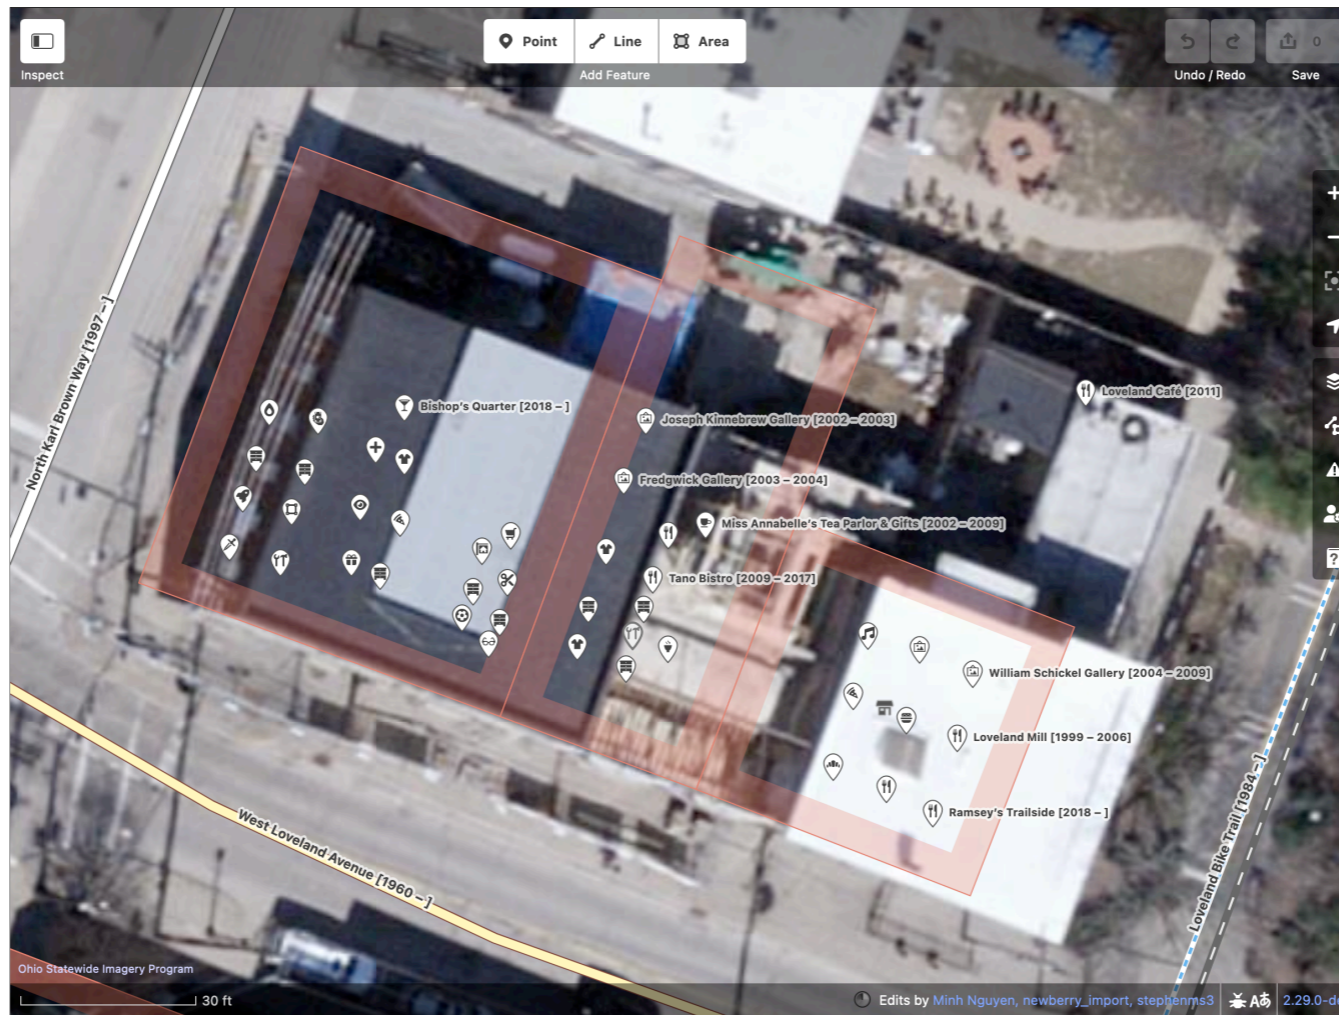 Point
Line
Area
0
Inspect
Add Feature
Undo / Redo
Save
North Karl Brown Way [1997 – ]
Bishop's Quarter [2018 – ]
Joseph Kinnebrew Gallery [2002 – 2003]
Loveland Café [2011]
Fredgwick Gallery [2003 – 2004]
Miss Annabelle's Tea Parlor & Gifts [2002 – 2009]
Tano Bistro [2009 – 2017]
William Schickel Gallery [2004 – 2009]
Loveland Mill [1999 – 2006]
Ramsey's Trailside [2018 – ]
West Loveland Avenue [1960 – ]
Loveland Bike Trail [1984 – ]
Ohio Statewide Imagery Program
30 ft
Edits by Minh Nguyen, newberry_import, stephenms3
2.29.0-de